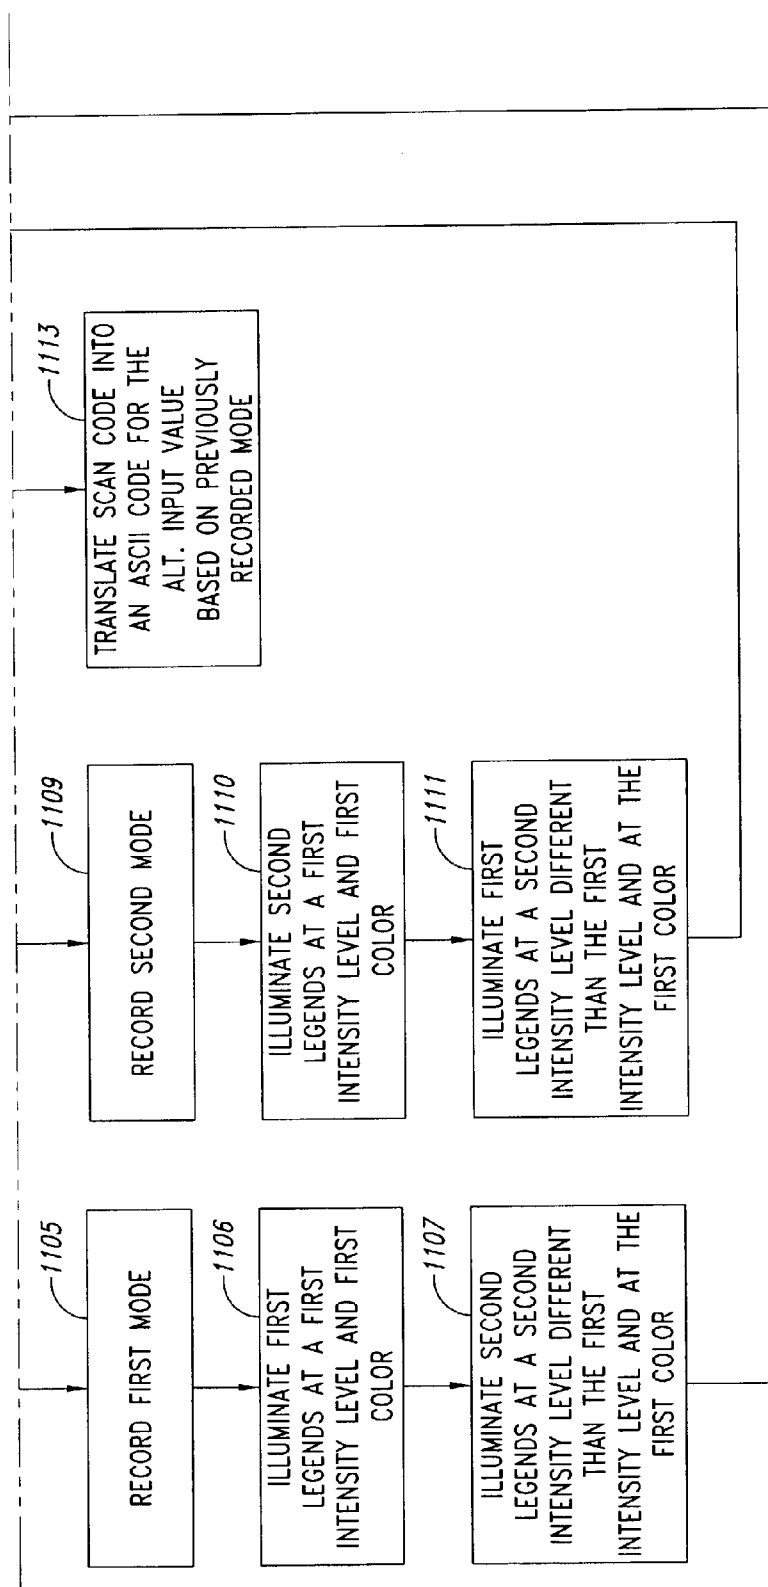 1105
RECORD FIRST MODE
1106
ILLUMINATE FIRST
LEGENDS AT A FIRST
INTENSITY LEVEL AND FIRST
COLOR
1107
ILLUMINATE SECOND
LEGENDS AT A SECOND
INTENSITY LEVEL DIFFERENT
THAN THE FIRST
INTENSITY LEVEL AND AT THE
FIRST COLOR
1109
RECORD SECOND MODE
1110
ILLUMINATE SECOND
LEGENDS AT A FIRST
INTENSITY LEVEL AND FIRST
COLOR
1111
ILLUMINATE FIRST
LEGENDS AT A SECOND
INTENSITY LEVEL DIFFERENT
THAN THE FIRST
INTENSITY LEVEL AND AT THE
FIRST COLOR
1113
TRANSLATE SCAN CODE INTO
AN ASCII CODE FOR THE
ALT. INPUT VALUE
BASED ON PREVIOUSLY
RECORDED MODE